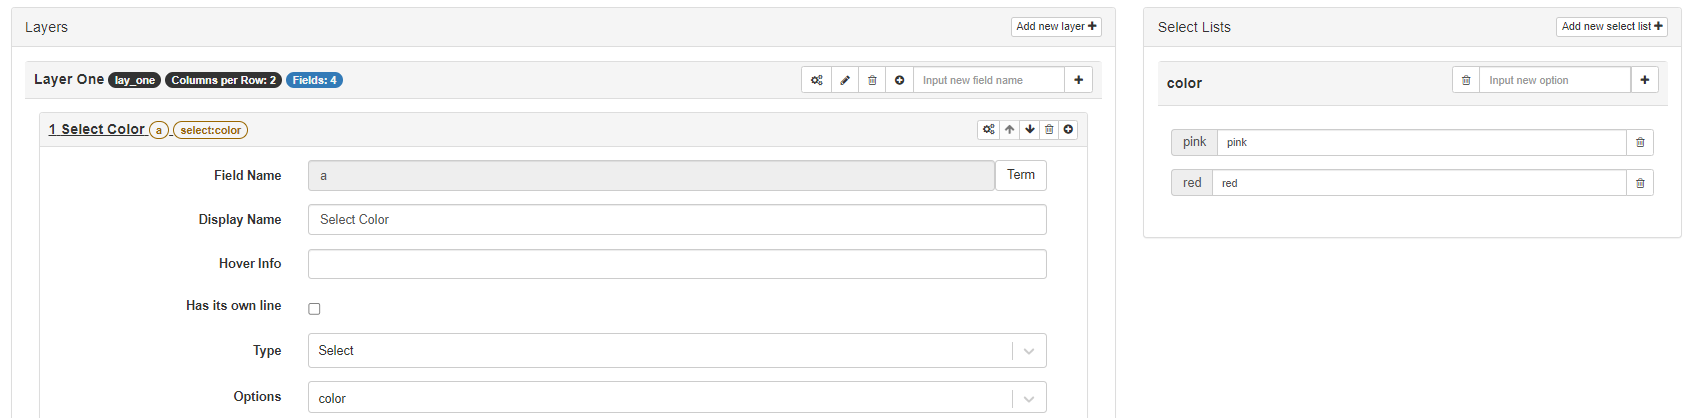 Layers
Add new layer
Layer One lay_one Columns per Row: 2 Fields: 4
Input new field name
1 Select Color a select:color
Field Name
a
Term
Display Name
Select Color
Hover Info
Has its own line
Type
Select
Options
color
Select Lists
Add new select list
color
Input new option
pink
pink
red
red